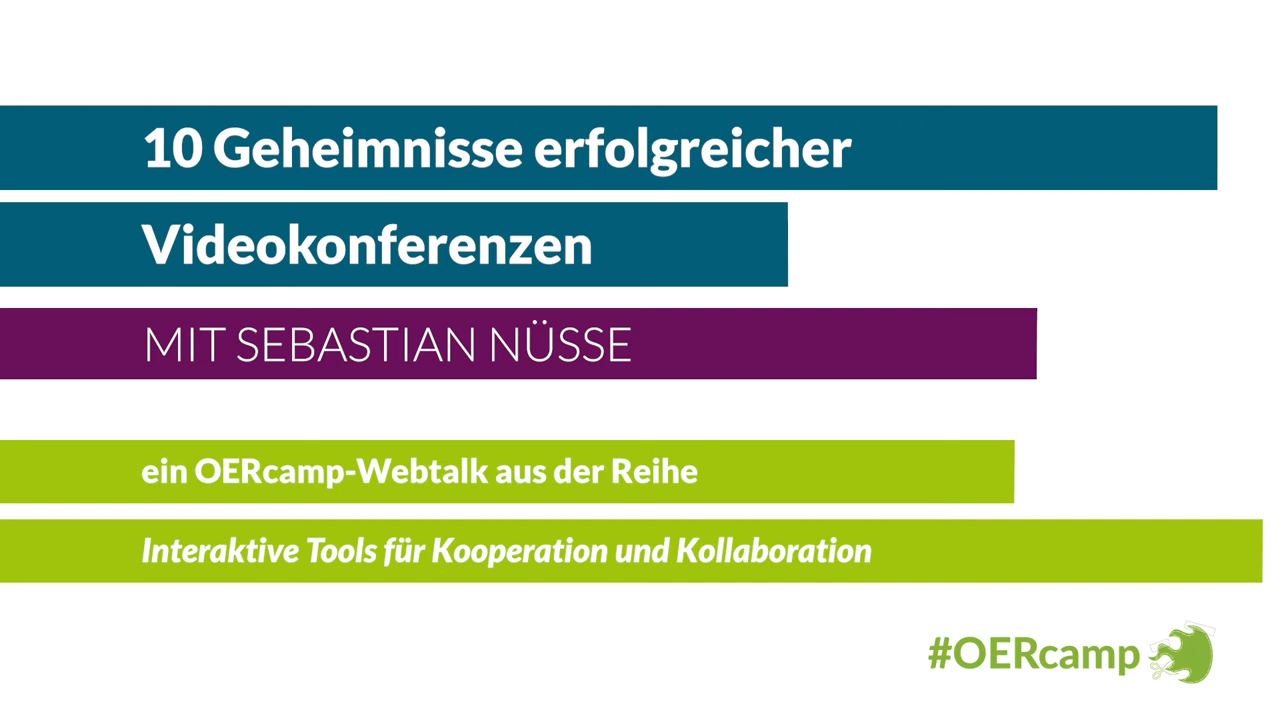 10 Geheimnisse erfolgreicher
Videokonferenzen
MIT SEBASTIAN NÜSSE
ein OERcamp-Webtalk aus der Reihe
Interaktive Tools für Kooperation und Kollaboration
#OERcamp